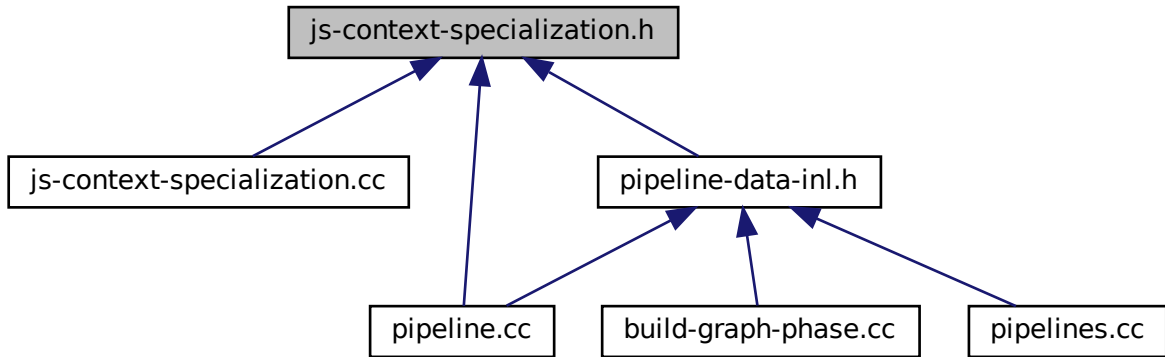 js-context-specialization.h
js-context-specialization.cc
pipeline-data-inl.h
pipeline.cc
build-graph-phase.cc
pipelines.cc